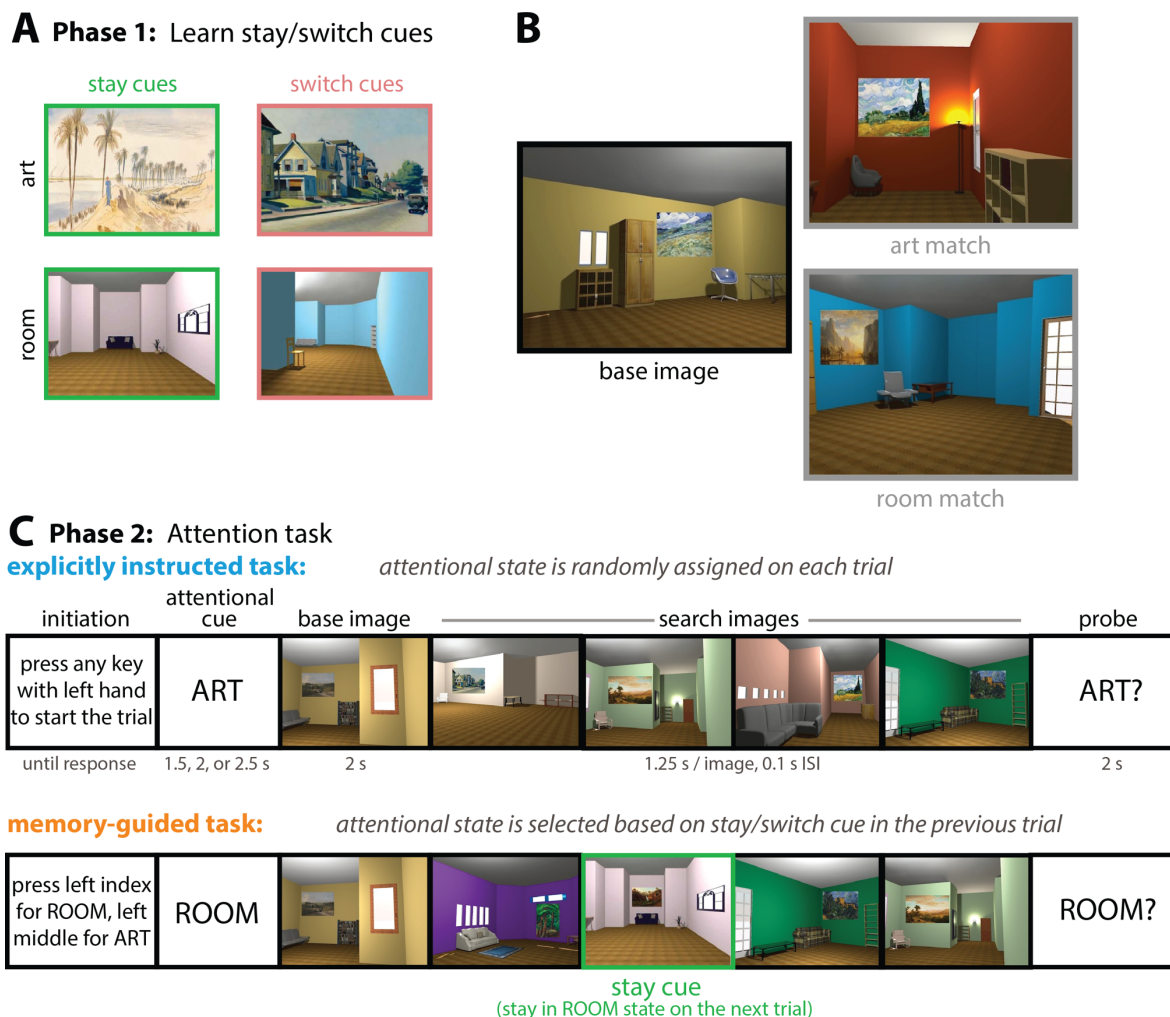 A Phase 1: Learn stay/switch cues
stay cues
switch cues
art
room
B
base image
art match
room match
C Phase 2: Attention task
explicitly instructed task: attentional state is randomly assigned on each trial
initiation
attentional
cue
base image
search images
probe
press any key
with left hand
to start the trial
ART
ART?
until response
1.5, 2, or 2.5 s
2 s
1.25 s / image, 0.1 s ISI
2 s
memory-guided task: attentional state is selected based on stay/switch cue in the previous trial
press left index
for ROOM, left
middle for ART
ROOM
ROOM?
stay cue
(stay in ROOM state on the next trial)